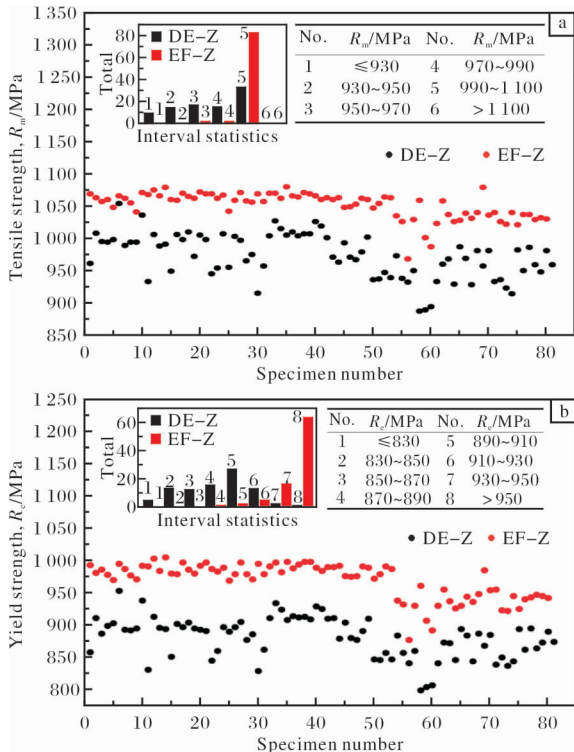 a
Tensile strength, Rm/MPa
1 350
1 300
1 250
1 200
1 150
1 100
1 050
1 000
950
900
850
Total
80
60
40
20
0
DE-Z
EF-Z
1 1 2 2 3 3 4 4 5 5 6 6
Interval statistics
No. Rm/MPa No. Rm/MPa
1 ≤930 4 970~990
2 930~950 5 990~1 100
3 950~970 6 >1 100
DE-Z EF-Z
0 10 20 30 40 50 60 70 80
Specimen number
b
Yield strength, Re/MPa
1 250
1 200
1 150
1 100
1 050
1 000
950
900
850
800
Total
60
40
20
0
DE-Z
EF-Z
1 1 2 2 3 3 4 4 5 5 6 6 7 7 8 8
Interval statistics
No. Re/MPa No. Re/MPa
1 ≤830 5 890~910
2 830~850 6 910~930
3 850~870 7 930~950
4 870~890 8 >950
DE-Z EF-Z
0 10 20 30 40 50 60 70 80
Specimen number